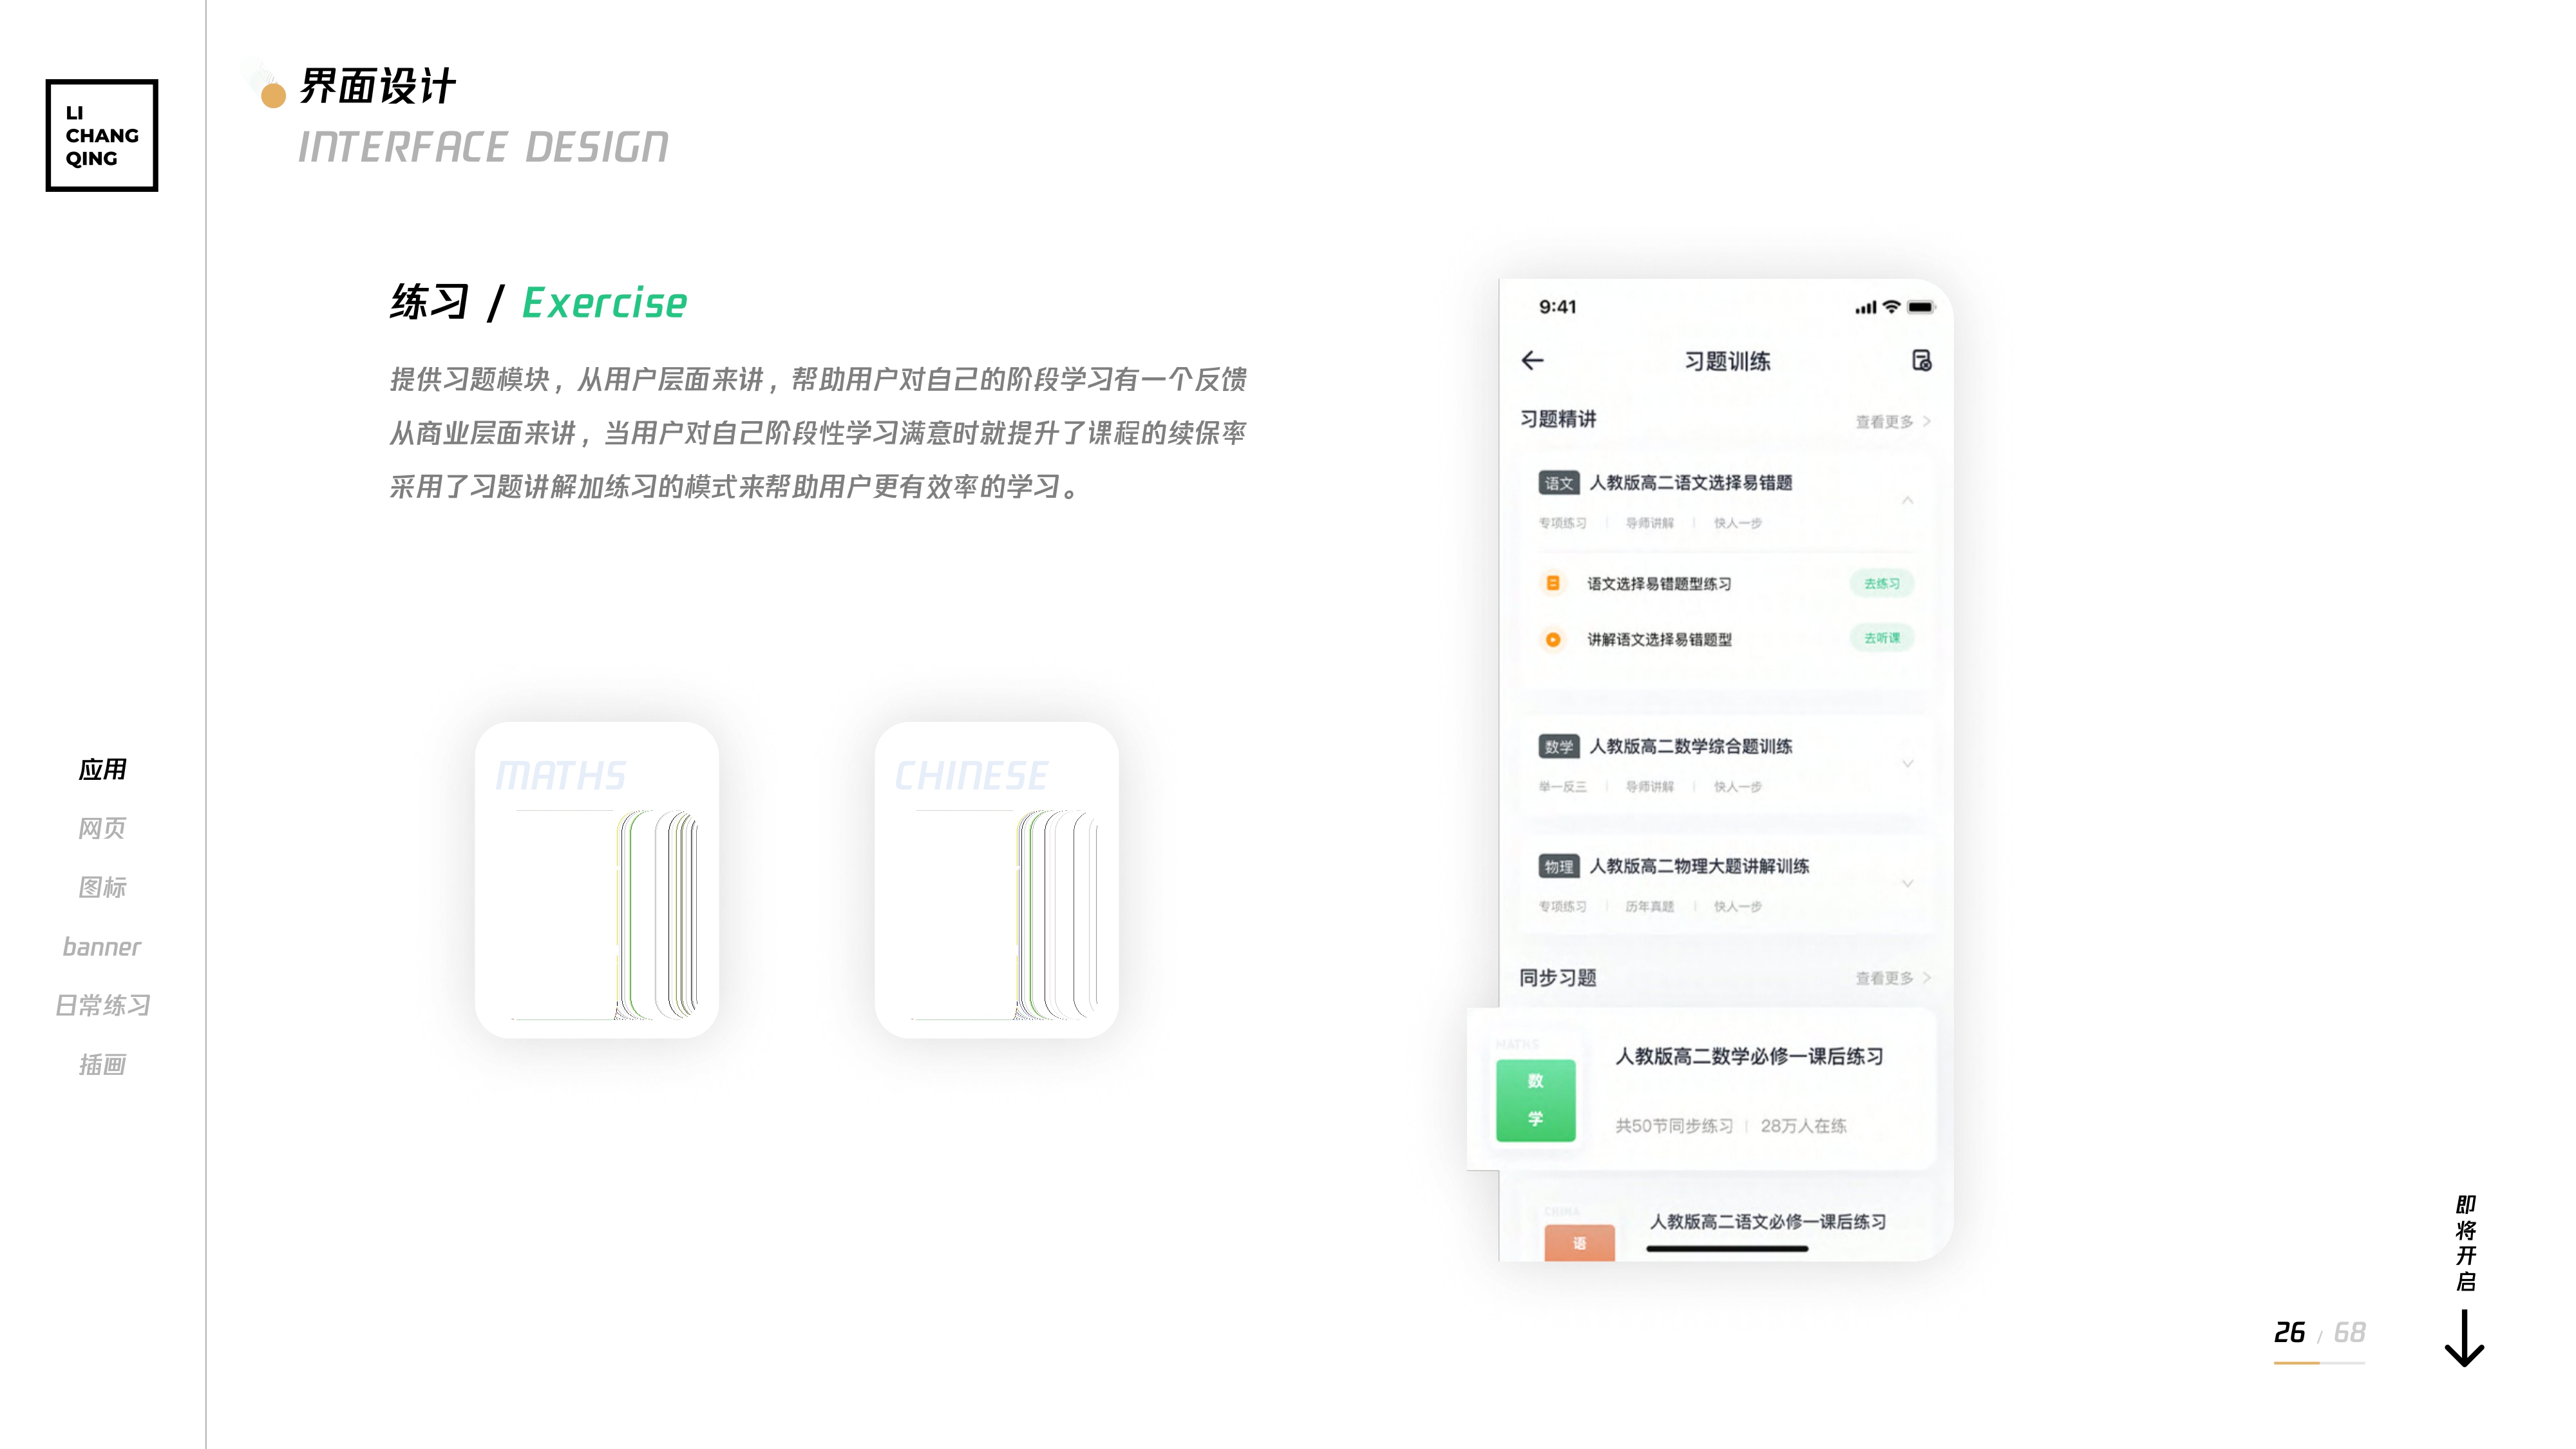 LI
CHANG
QING
界面设计
INTERFACE DESIGN
练习 / Exercise
提供习题模块，从用户层面来讲，帮助用户对自己的阶段学习有一个反馈
从商业层面来讲，当用户对自己阶段性学习满意时就提升了课程的续保率
采用了习题讲解加练习的模式来帮助用户更有效率的学习。
MATHS
CHINESE
应用
网页
图标
banner
日常练习
插画
9:41
习题训练
习题精讲 查看更多 >
语文 人教版高二语文选择易错题
专项练习 | 导师讲解 | 快人一步
语文选择易错题型练习 去练习
讲解语文选择易错题型 去听课
数学 人教版高二数学综合题训练
举一反三 | 导师讲解 | 快人一步
物理 人教版高二物理大题讲解训练
专项练习 | 历年真题 | 快人一步
同步习题 查看更多 >
MATHS
数
学
人教版高二数学必修一课后练习
共50节同步练习 | 28万人在练
CHINA
语
人教版高二语文必修一课后练习
即
将
开
启
26 / 68